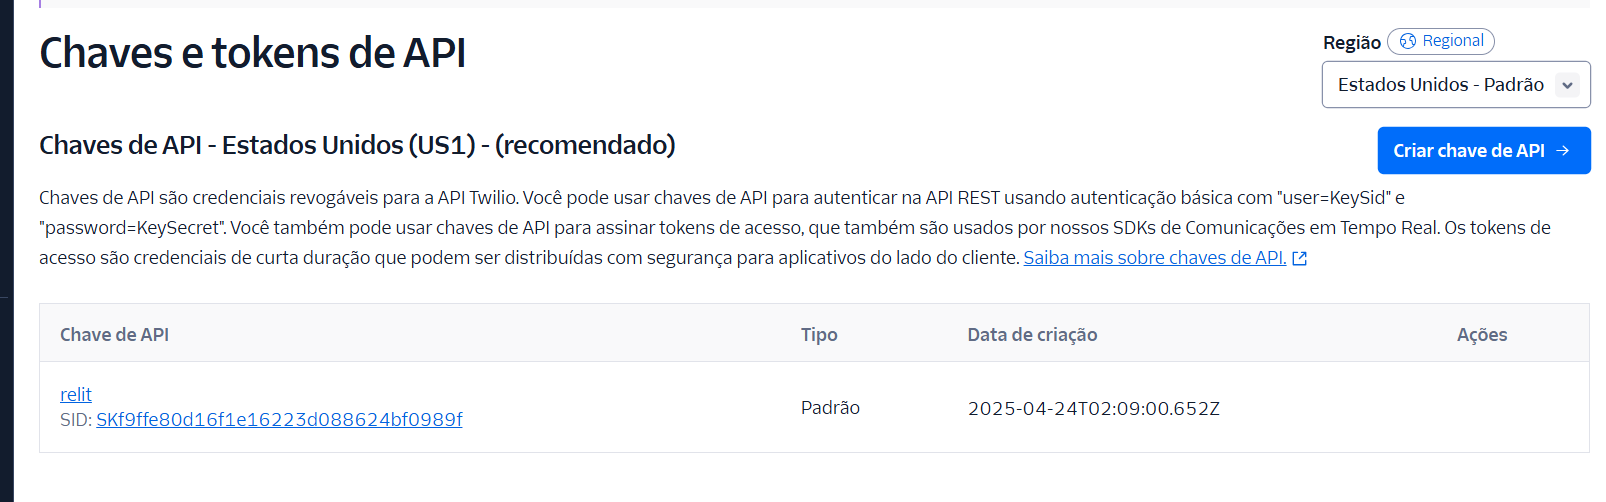 Chaves e tokens de API
Região Regional
Estados Unidos - Padrão
Chaves de API - Estados Unidos (US1) - (recomendado)
Criar chave de API →
Chaves de API são credenciais revogáveis para a API Twilio. Você pode usar chaves de API para autenticar na API REST usando autenticação básica com "user=KeySid" e
"password=KeySecret". Você também pode usar chaves de API para assinar tokens de acesso, que também são usados por nossos SDKs de Comunicações em Tempo Real. Os tokens de
acesso são credenciais de curta duração que podem ser distribuídas com segurança para aplicativos do lado do cliente. Saiba mais sobre chaves de API.
Chave de API Tipo Data de criação Ações
relit
SID: SKf9ffe80d16f1e16223d088624bf0989f
Padrão 2025-04-24T02:09:00.652Z